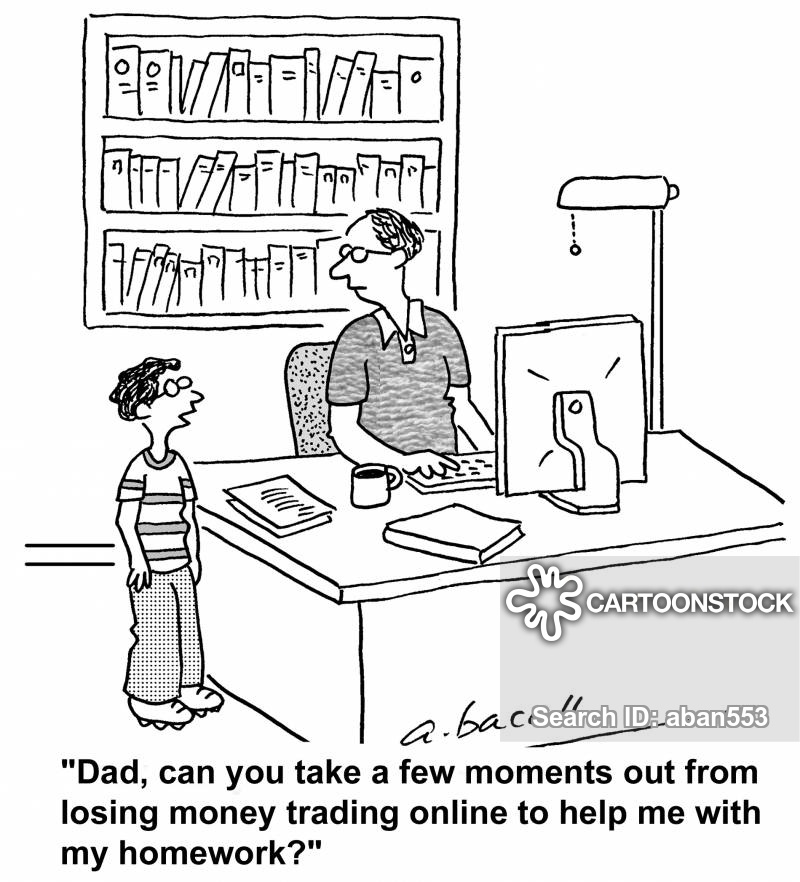 CARTOONSTOCK
Search ID: aban553
a. bacall
"Dad, can you take a few moments out from
losing money trading online to help me with
my homework?"